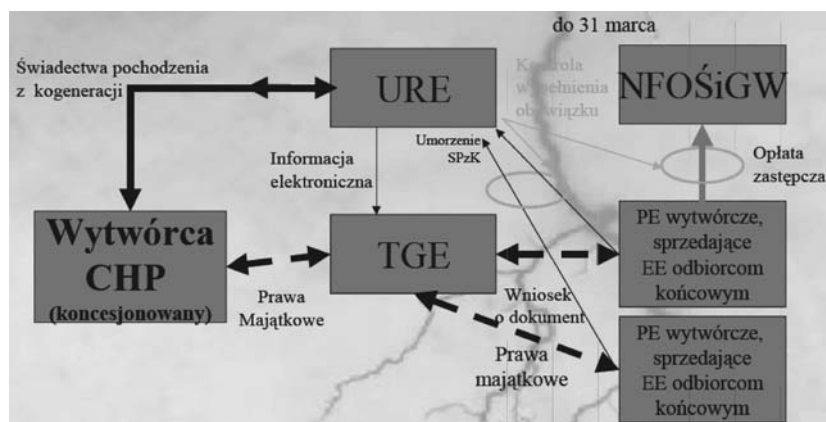 do 31 marca
Świadectwa pochodzenia
z kogeneracji
URE
Kontrola
wypełnienia
obowiązku
NFOŚiGW
Informacja
elektroniczna
Umorzenie
SPzK
Opłata
zastępcza
Wytwórca
CHP
(koncesjonowany)
Prawa
Majątkowe
TGE
PE wytwórcze,
sprzedające
EE odbiorcom
końcowym
Wniosek
o dokument
Prawa
majątkowe
PE wytwórcze,
sprzedające
EE odbiorcom
końcowym